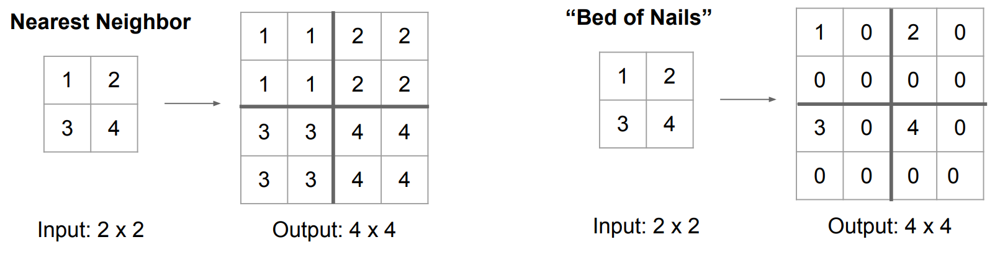 Nearest Neighbor
1 2
3 4
1 1 2 2
1 1 2 2
3 3 4 4
3 3 4 4
Input: 2 x 2
Output: 4 x 4
“Bed of Nails”
1 2
3 4
1 0 2 0
0 0 0 0
3 0 4 0
0 0 0 0
Input: 2 x 2
Output: 4 x 4